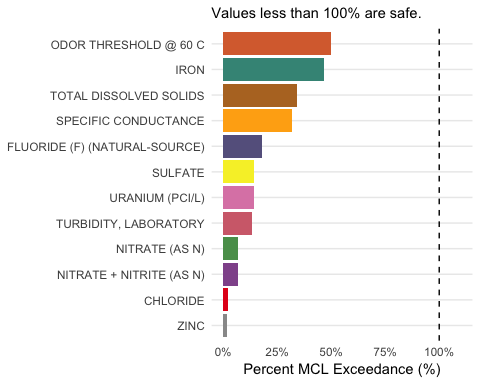 Values less than 100% are safe.
ODOR THRESHOLD @ 60 C
IRON
TOTAL DISSOLVED SOLIDS
SPECIFIC CONDUCTANCE
FLUORIDE (F) (NATURAL-SOURCE)
SULFATE
URANIUM (PCI/L)
TURBIDITY, LABORATORY
NITRATE (AS N)
NITRATE + NITRITE (AS N)
CHLORIDE
ZINC
0% 25% 50% 75% 100%
Percent MCL Exceedance (%)